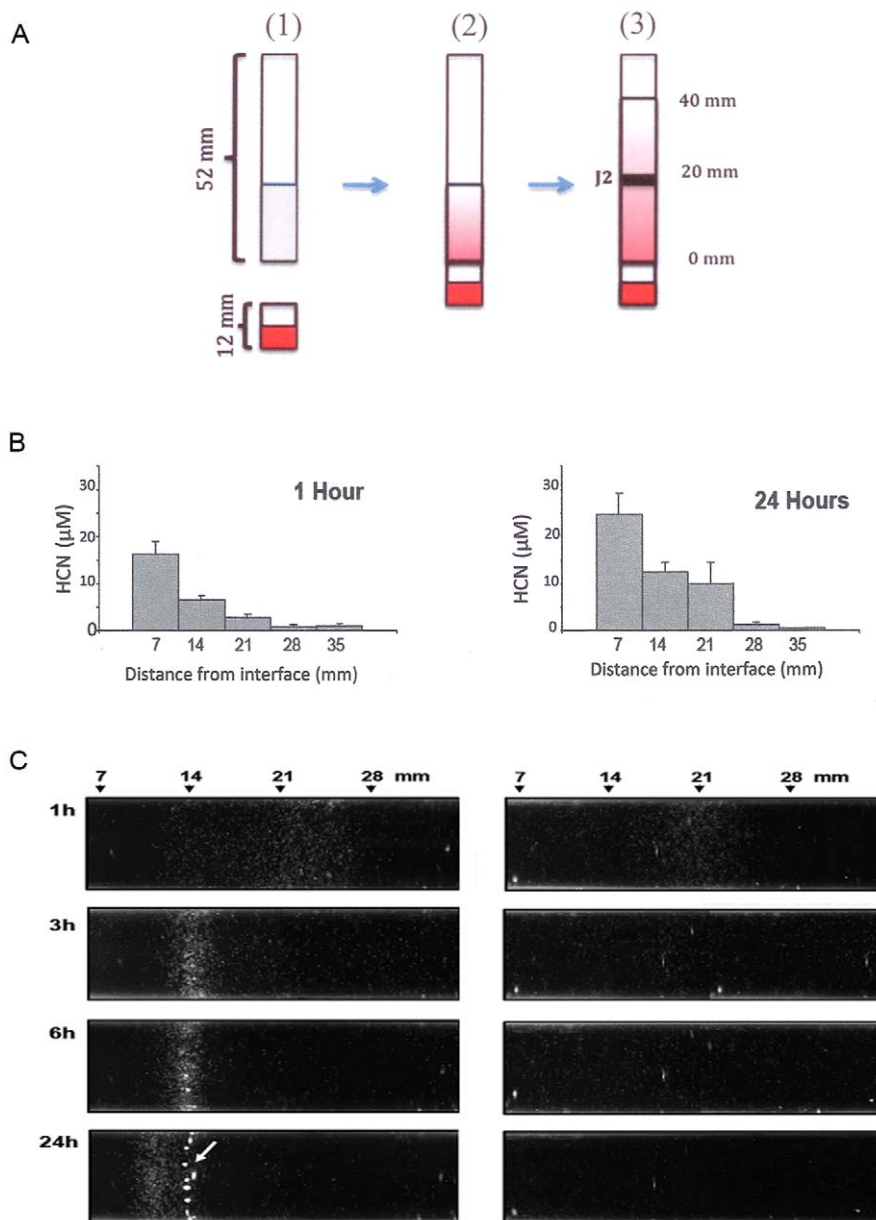 A
(1) (2) (3)
52 mm
12 mm
J2
40 mm
20 mm
0 mm
B
HCN (µM)
30
20
10
0
1 Hour
7 14 21 28 35
Distance from interface (mm)
HCN (µM)
30
20
10
0
24 Hours
7 14 21 28 35
Distance from interface (mm)
C
7 14 21 28 mm
7 14 21 28 mm
1h
3h
6h
24h